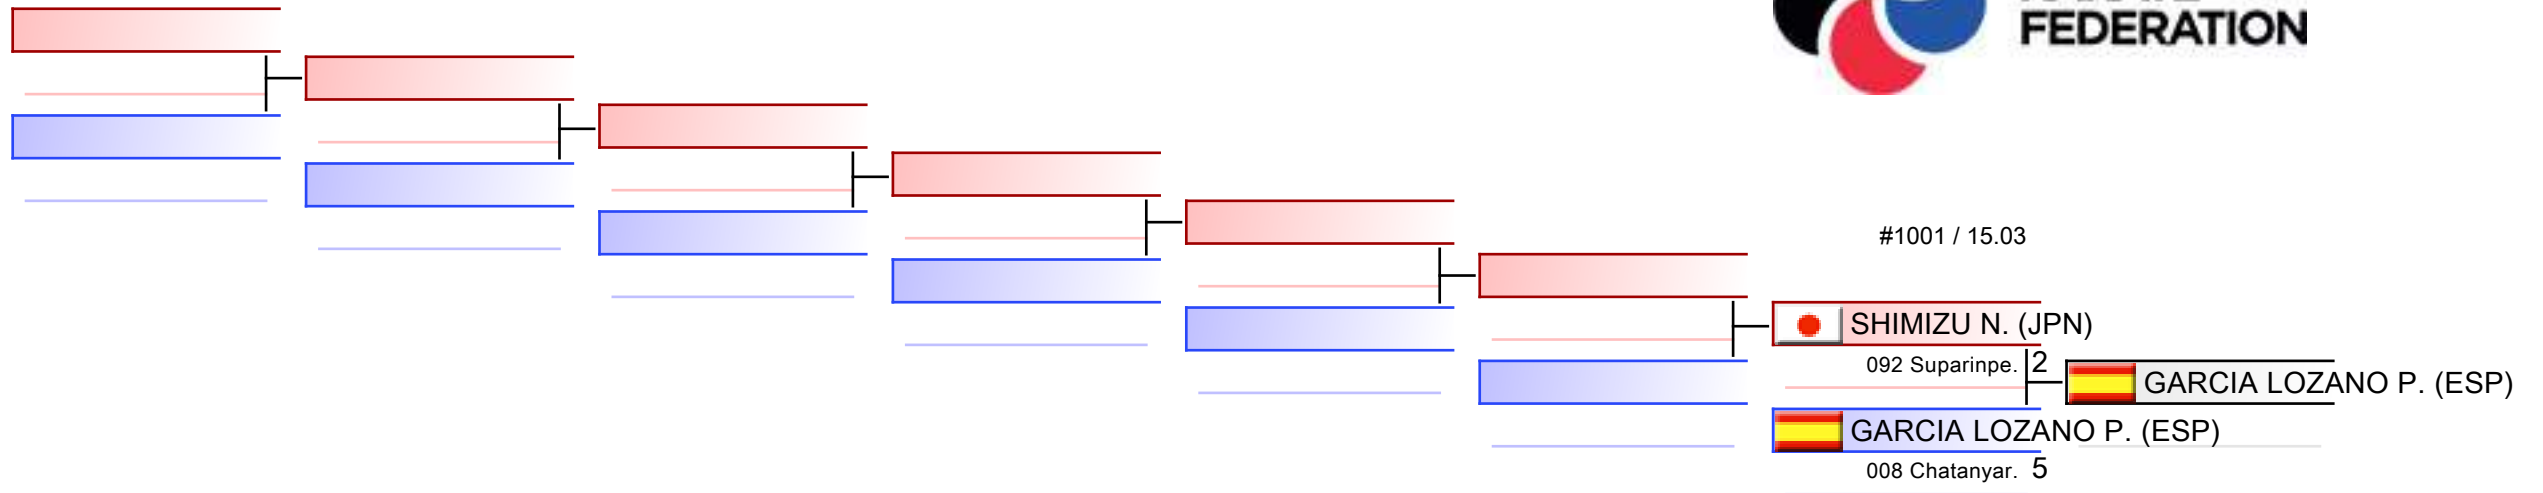 FEDERATION
#1001 / 15.03
SHIMIZU N. (JPN)
092 Suparinpe. 2
GARCIA LOZANO P. (ESP)
GARCIA LOZANO P. (ESP)
008 Chatanyar. 5